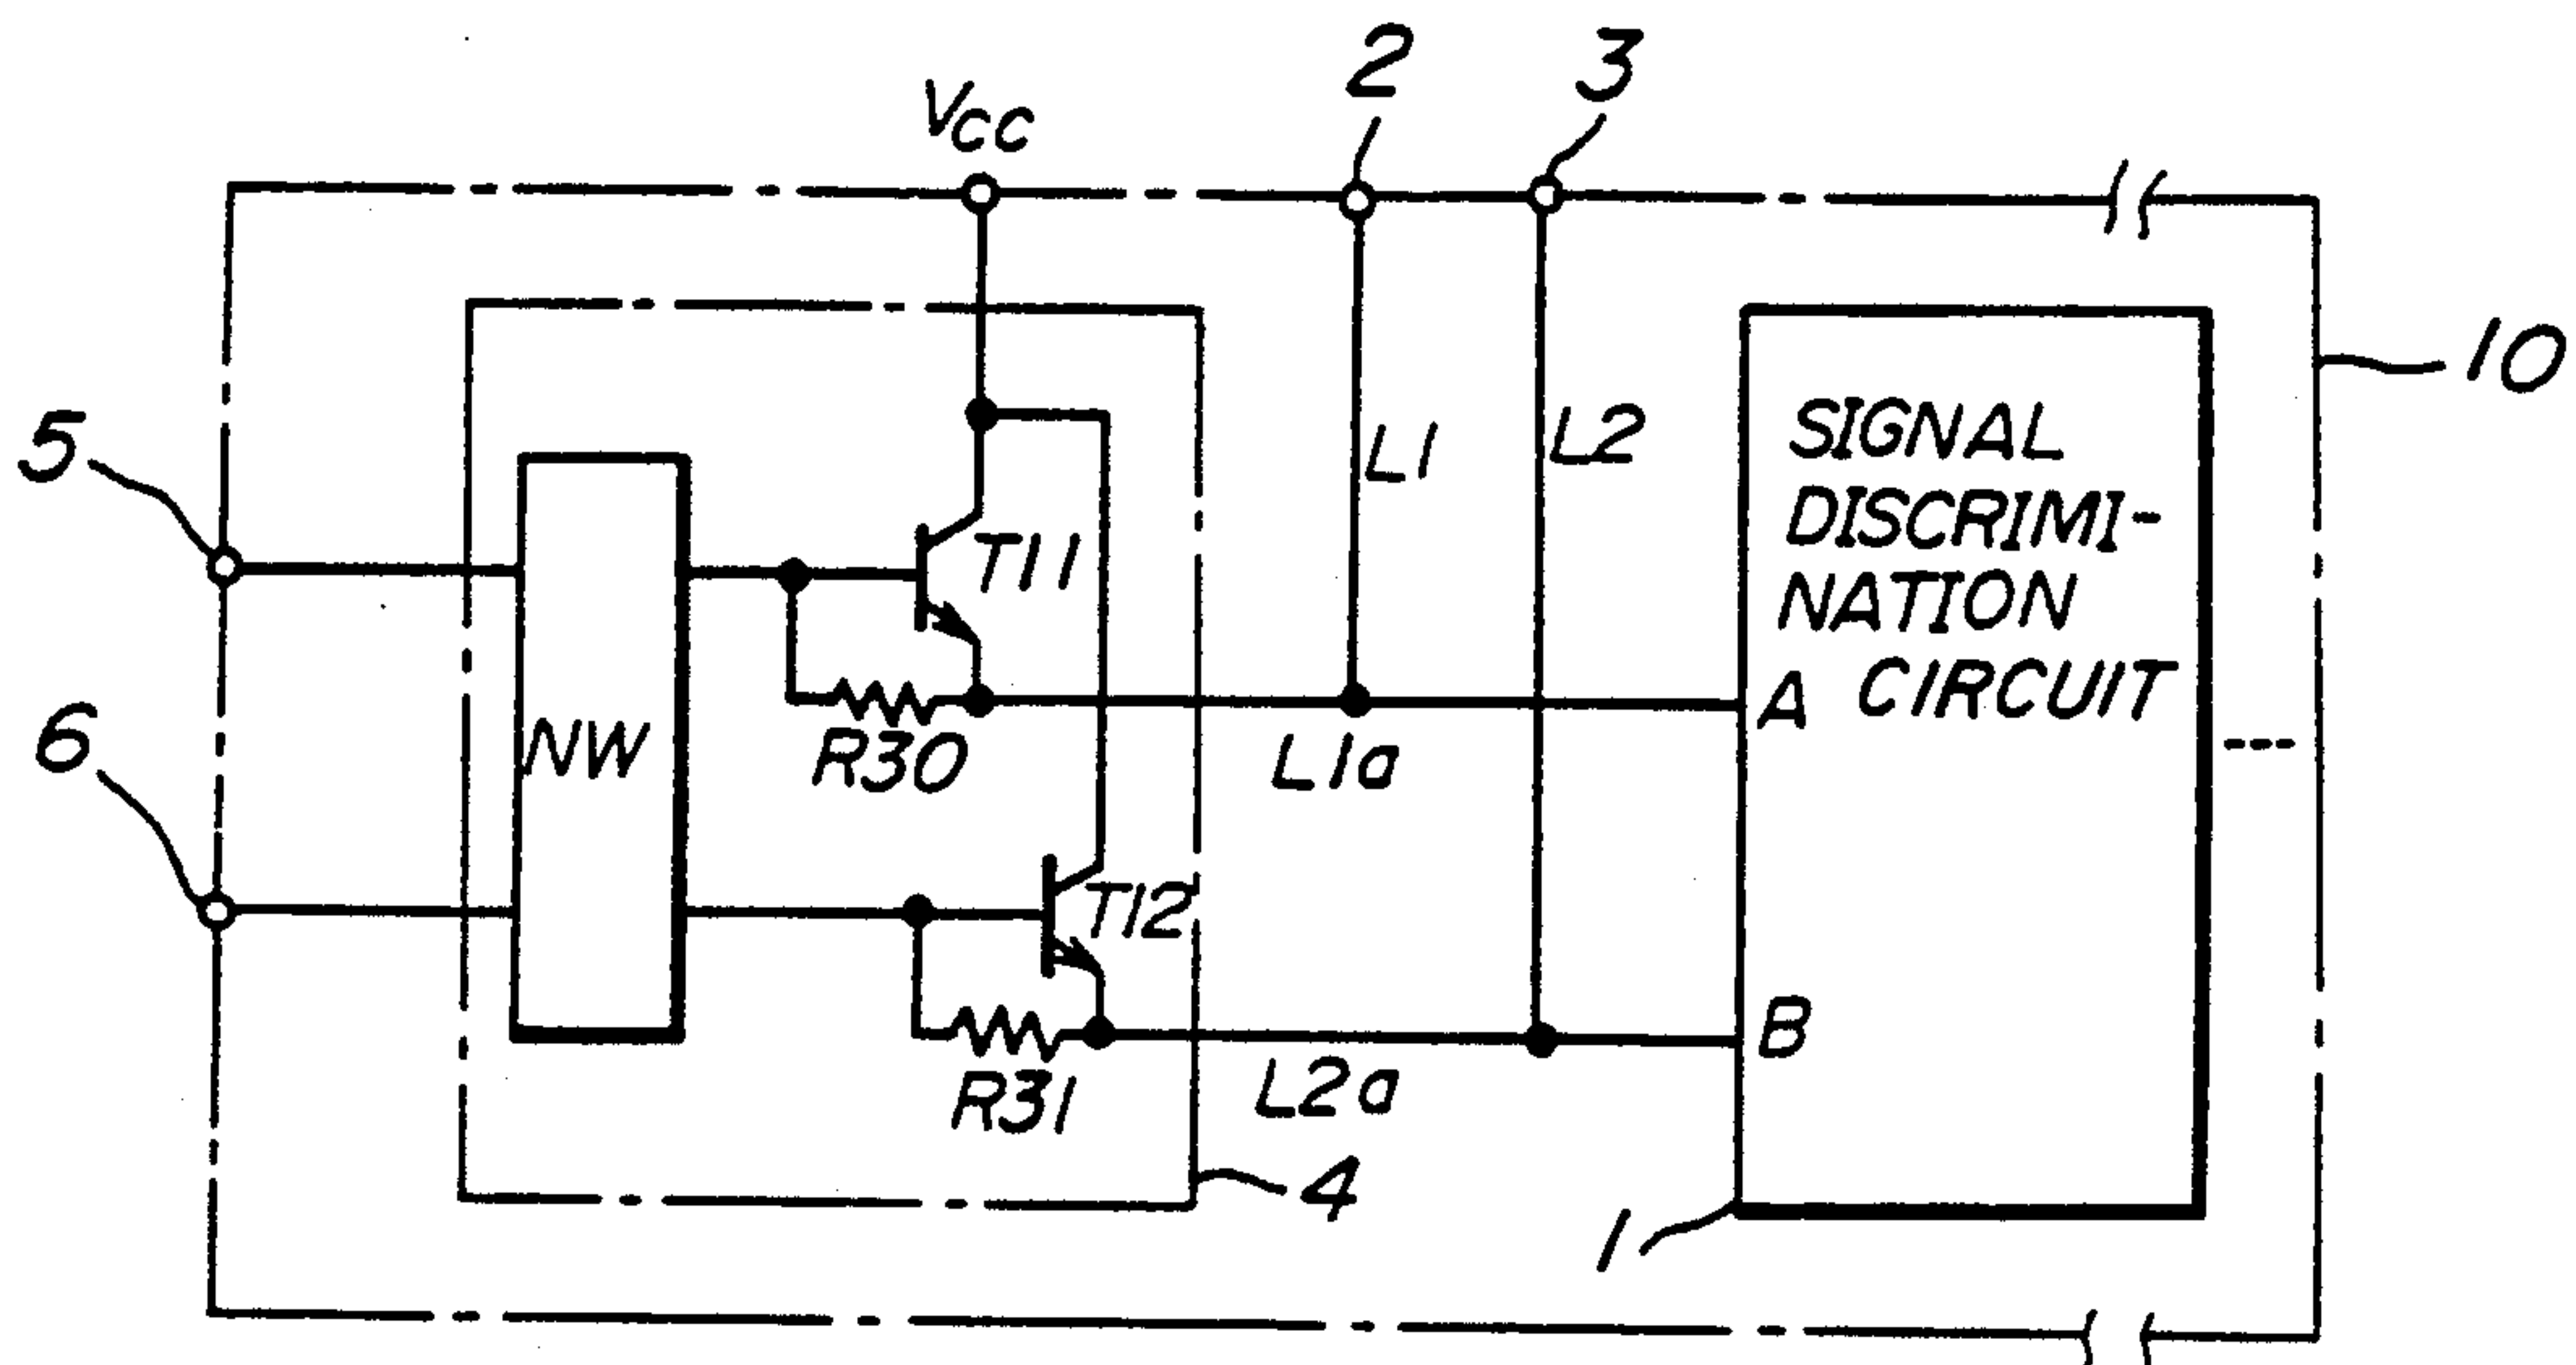 2
3
Vcc
10
5
L1
L2
SIGNAL
DISCRIMI-
NATION
CIRCUIT
T11
A
6
NW
R30
L1a
T12
B
R31
L2a
4
1